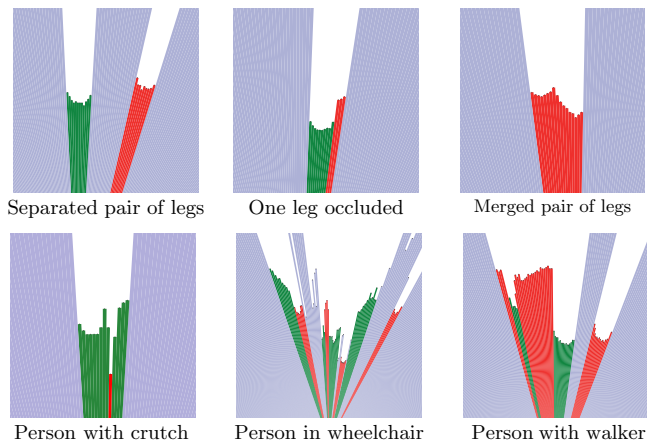 Separated pair of legs
One leg occluded
Merged pair of legs
Person with crutch
Person in wheelchair
Person with walker